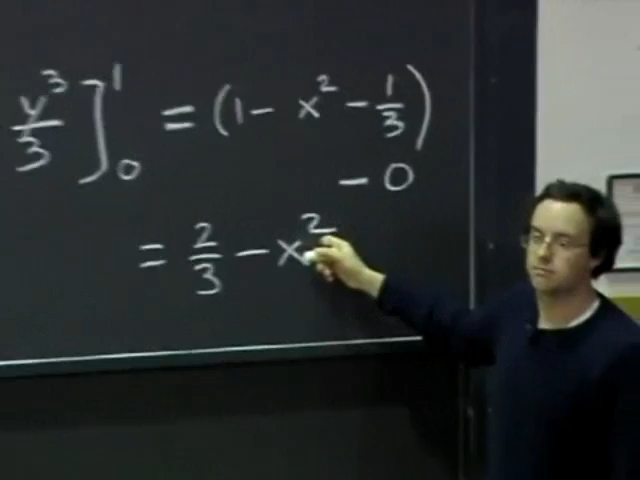 y³/3]₀¹ = (1 - x² - 1/3)
- 0
= 2/3 - x²